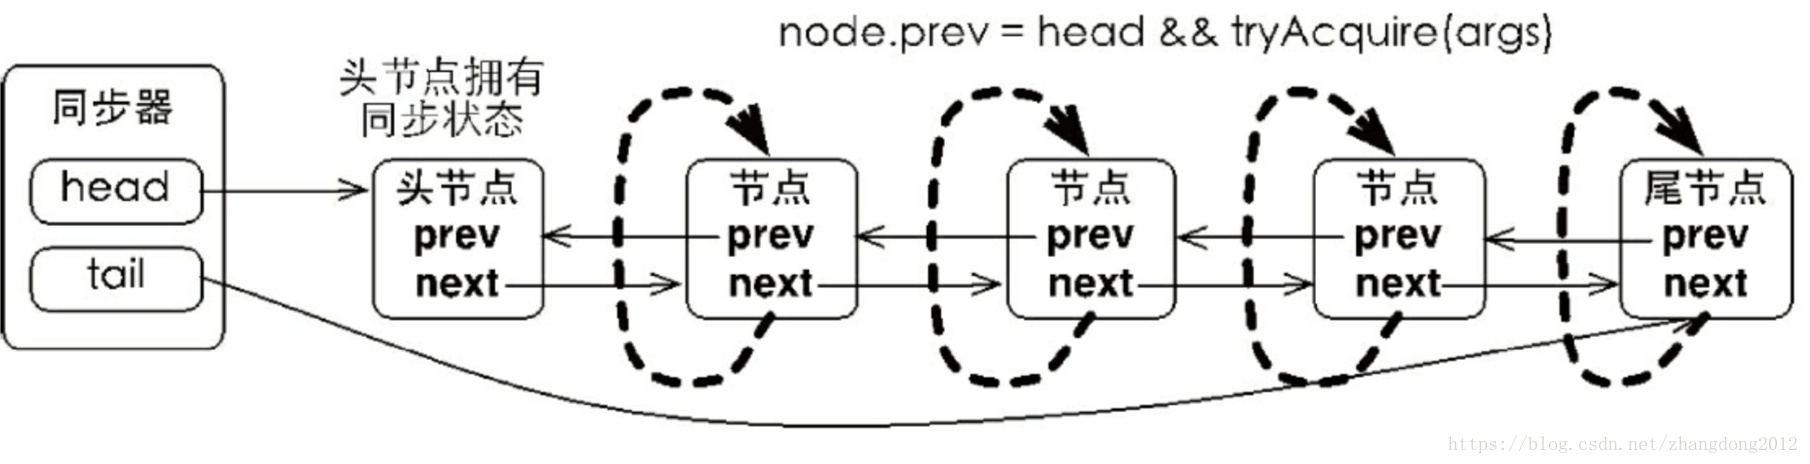 node.prev = head && tryAcquire(args)
头节点拥有
同步状态
同步器
head
tail
头节点
prev
next
节点
prev
next
节点
prev
next
节点
prev
next
尾节点
prev
next
https://blog.csdn.net/zhangdong2012